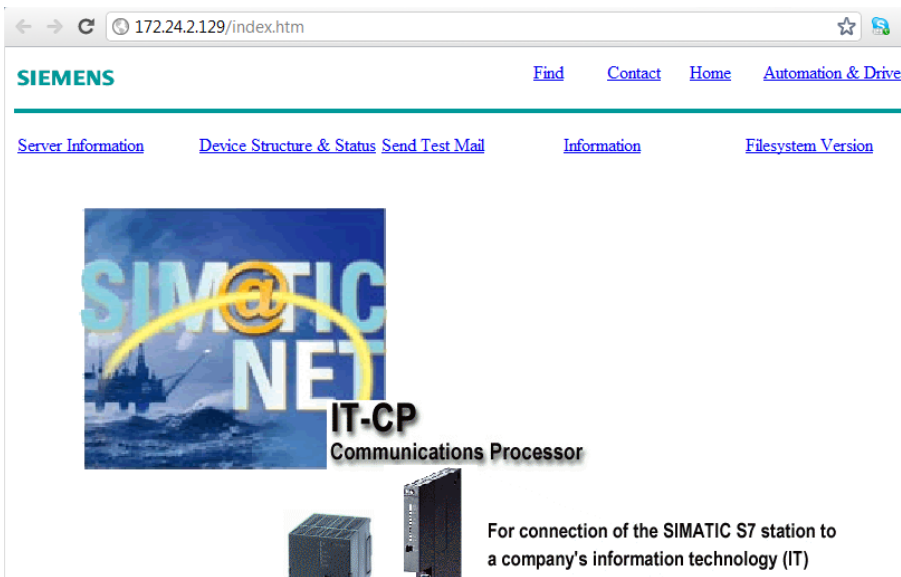 172.24.2.129/index.htm
SIEMENS
Find Contact Home Automation & Drive
Server Information Device Structure & Status Send Test Mail Information Filesystem Version
SIM@TIC
NET
IT-CP
Communications Processor
For connection of the SIMATIC S7 station to
a company's information technology (IT)